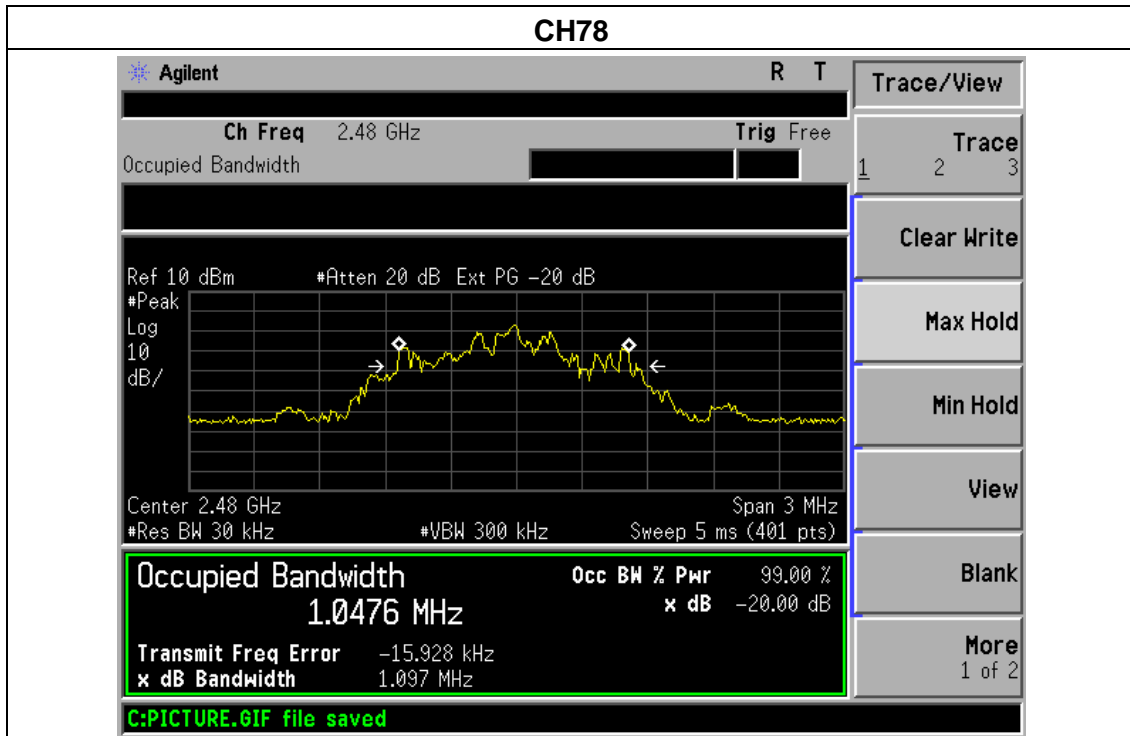 CH78
Agilent R T
Trace/View
Ch Freq 2.48 GHz Trig Free
Occupied Bandwidth
Trace
1 2 3
Clear Write
Ref 10 dBm #Atten 20 dB Ext PG -20 dB
#Peak
Log
10
dB/
Max Hold
Min Hold
View
Center 2.48 GHz Span 3 MHz
#Res BW 30 kHz #VBW 300 kHz Sweep 5 ms (401 pts)
Occupied Bandwidth Occ BW % Pwr 99.00 %
1.0476 MHz x dB -20.00 dB
Blank
Transmit Freq Error -15.928 kHz
x dB Bandwidth 1.097 MHz
More
1 of 2
C:PICTURE.GIF file saved